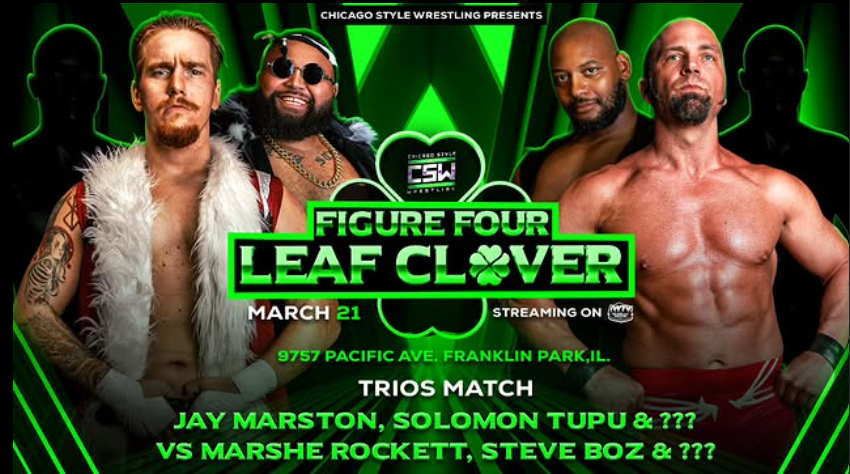 CHICAGO STYLE WRESTLING PRESENTS
CHICAGO STYLE
CSW
WRESTLING
FIGURE FOUR
LEAF CLOVER
MARCH 21
STREAMING ON
9757 PACIFIC AVE. FRANKLIN PARK,IL.
TRIOS MATCH
JAY MARSTON, SOLOMON TUPU & ???
VS MARSHE ROCKETT, STEVE BOZ & ???